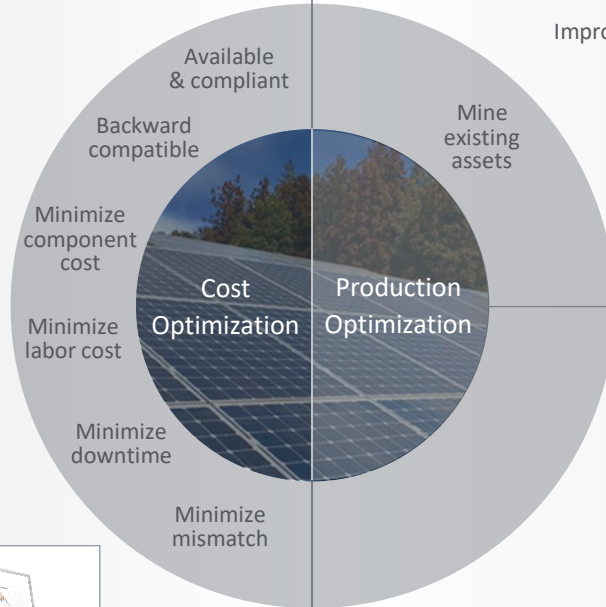 Impro
Available
& compliant
Mine
existing
assets
Backward
compatible
Minimize
component
cost
Cost
Optimization
Production
Optimization
Minimize
labor cost
Minimize
downtime
Minimize
mismatch